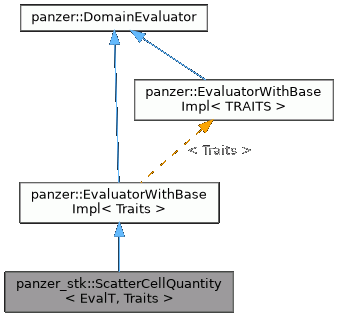 panzer::DomainEvaluator
panzer::EvaluatorWithBase
Impl< TRAITS >
< Traits >
panzer::EvaluatorWithBase
Impl< Traits >
panzer_stk::ScatterCellQuantity
< EvalT, Traits >